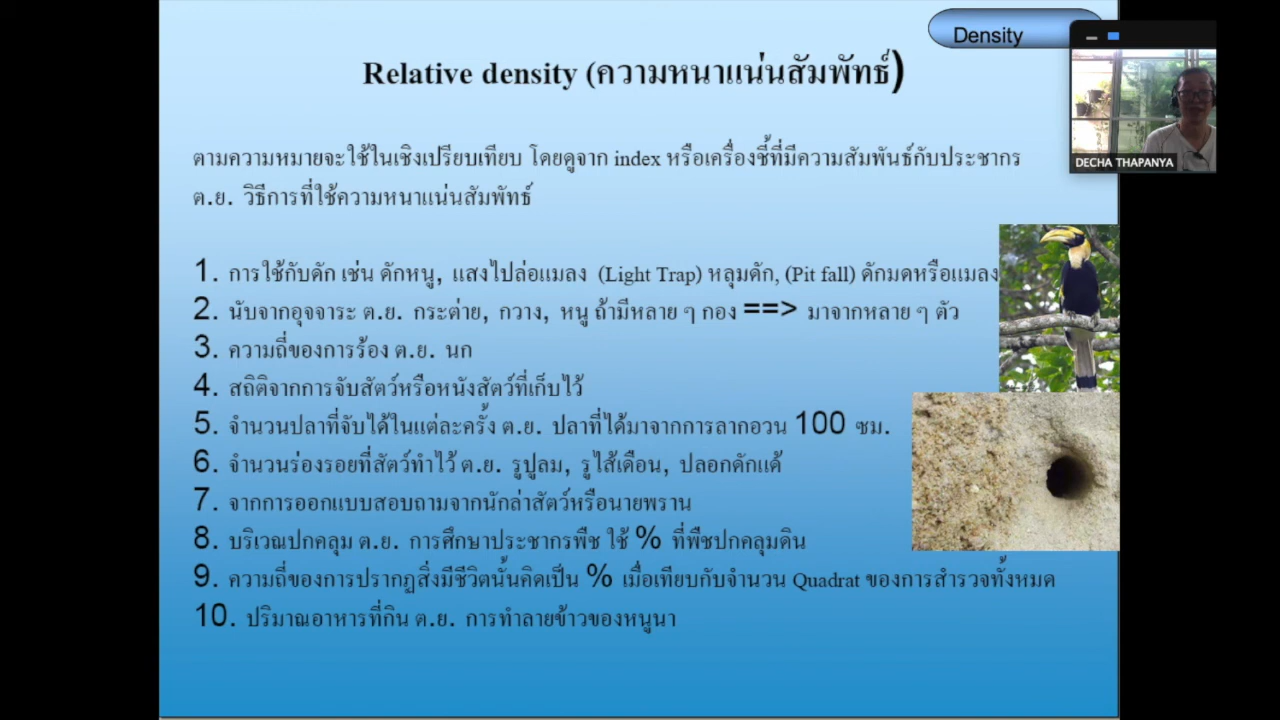 Density
Relative density (ความหนาแน่นสัมพัทธ์)
DECHA THAPANYA
ตามความหมายจะใช้ในเชิงเปรียบเทียบ โดยดูจาก index หรือเครื่องชี้ที่มีความสัมพันธ์กับประชากร
ต.ย. วิธีการที่ใช้ความหนาแน่นสัมพัทธ์
1. การใช้กับดัก เช่น ดักหนู, แสงไปล่อแมลง (Light Trap) หลุมดัก, (Pit fall) ดักมดหรือแมลง
2. นับจากอุจจาระ ต.ย. กระต่าย, กวาง, หนู ถ้ามีหลาย ๆ กอง ==> มาจากหลาย ๆ ตัว
3. ความถี่ของการร้อง ต.ย. นก
4. สถิติจากการจับสัตว์หรือหนังสัตว์ที่เก็บไว้
5. จำนวนปลาที่จับได้ในแต่ละครั้ง ต.ย. ปลาที่ได้มาจากการลากอวน 100 ซม.
6. จำนวนร่องรอยที่สัตว์ทำไว้ ต.ย. รูปูลม, รูไส้เดือน, ปลอกดักแด้
7. จากการออกแบบสอบถามจากนักล่าสัตว์หรือนายพราน
8. บริเวณปกคลุม ต.ย. การศึกษาประชากรพืช ใช้ % ที่พืชปกคลุมดิน
9. ความถี่ของการปรากฏสิ่งมีชีวิตนั้นคิดเป็น % เมื่อเทียบกับจำนวน Quadrat ของการสำรวจทั้งหมด
10. ปริมาณอาหารที่กิน ต.ย. การทำลายข้าวของหนูนา